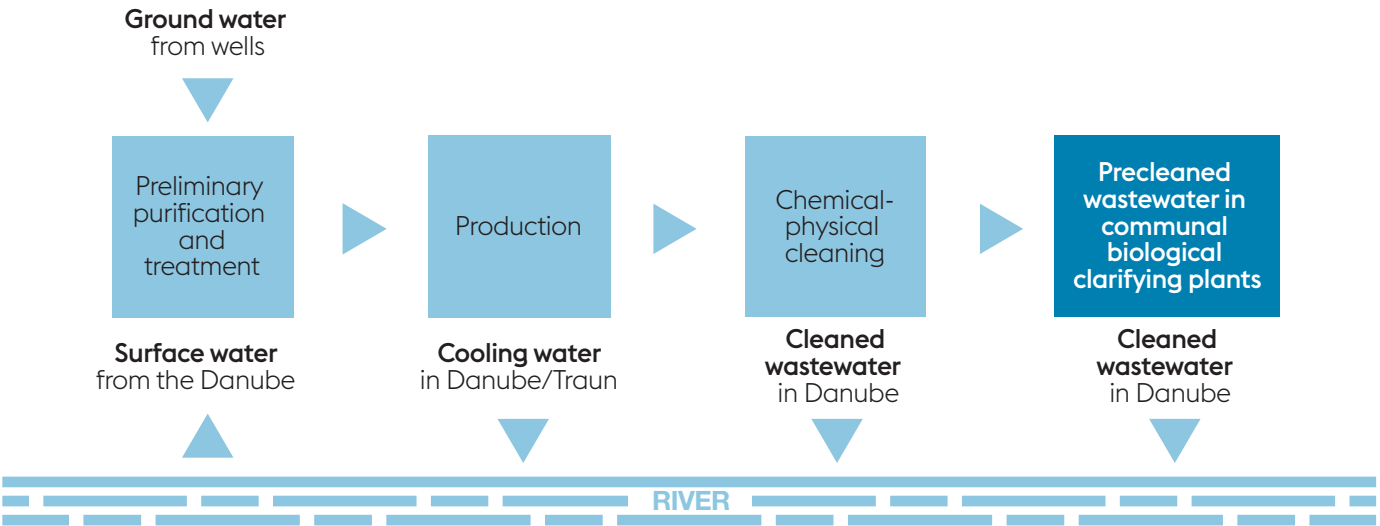 Ground water
from wells
Preliminary
purification
and
treatment
Production
Chemical-
physical
cleaning
Precleaned
wastewater in
communal
biological
clarifying plants
Surface water
from the Danube
Cooling water
in Danube/Traun
Cleaned
wastewater
in Danube
Cleaned
wastewater
in Danube
RIVER